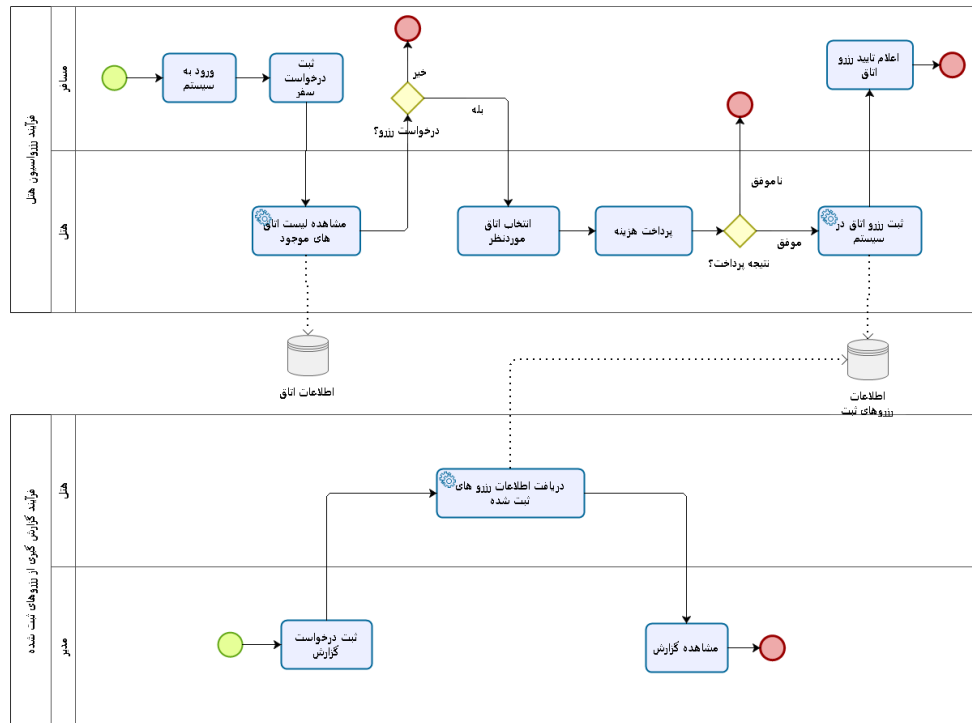 فرآیند رزرواسیون هتل
مسافر
هتل
ورود به
سیستم
ثبت
درخواست
سفر
خیر
درخواست رزرو؟
بله
اعلام تایید رزرو
اتاق
مشاهده لیست اتاق
های موجود
انتخاب اتاق
موردنظر
پرداخت هزینه
ناموفق
نتیجه پرداخت؟
موفق
ثبت رزرو اتاق در
سیستم
اطلاعات اتاق
اطلاعات
رزروهای ثبت
فرآیند گزارش گیری از رزروهای ثبت شده
هتل
مدیر
دریافت اطلاعات رزرو های
ثبت شده
ثبت درخواست
گزارش
مشاهده گزارش